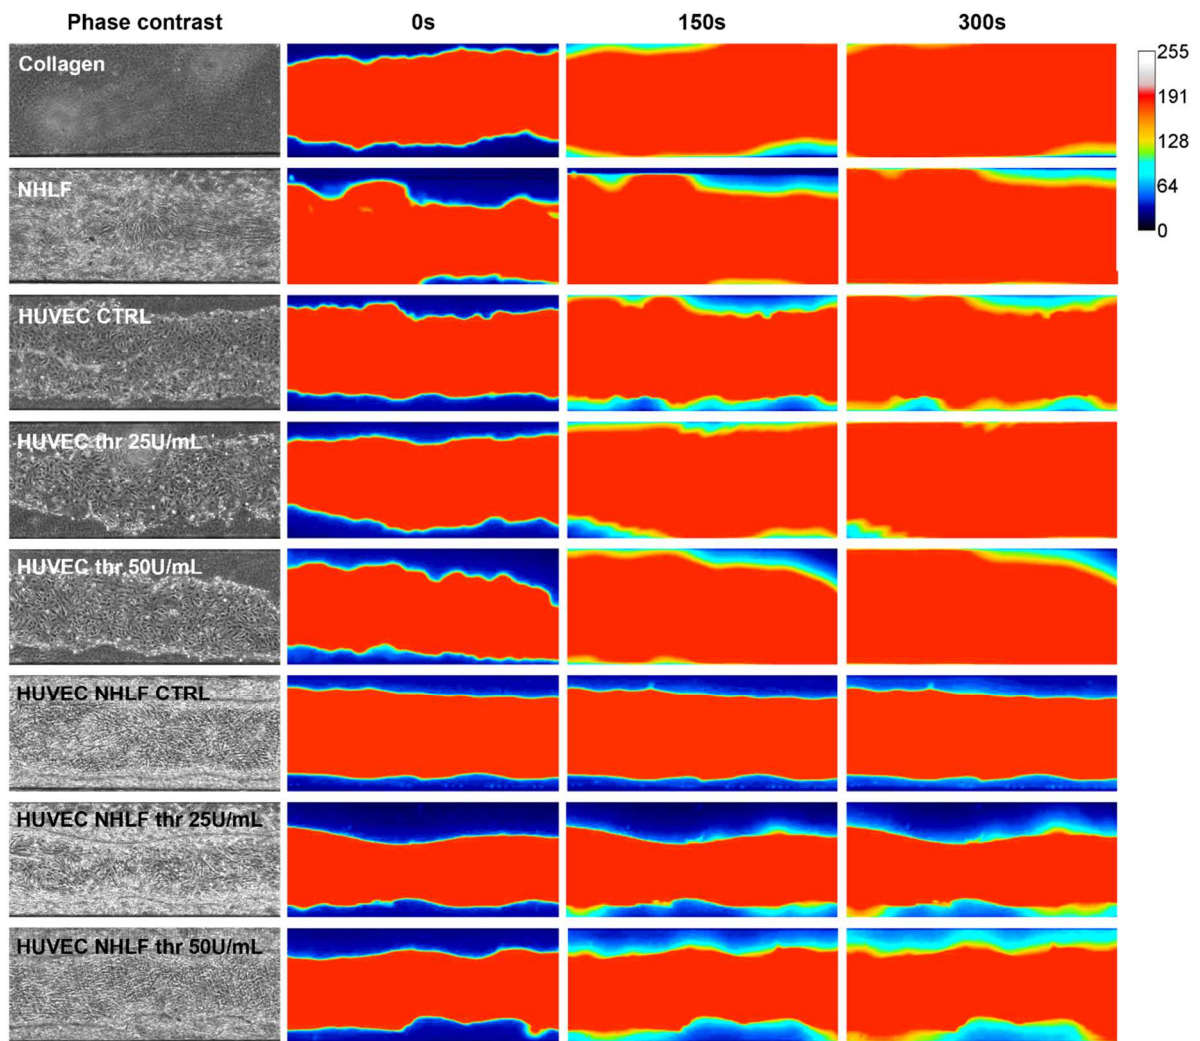 Phase contrast 0s 150s 300s
Collagen
255
191
128
64
0
NHLF
HUVEC CTRL
HUVEC thr 25U/mL
HUVEC thr 50U/mL
HUVEC NHLF CTRL
HUVEC NHLF thr 25U/mL
HUVEC NHLF thr 50U/mL